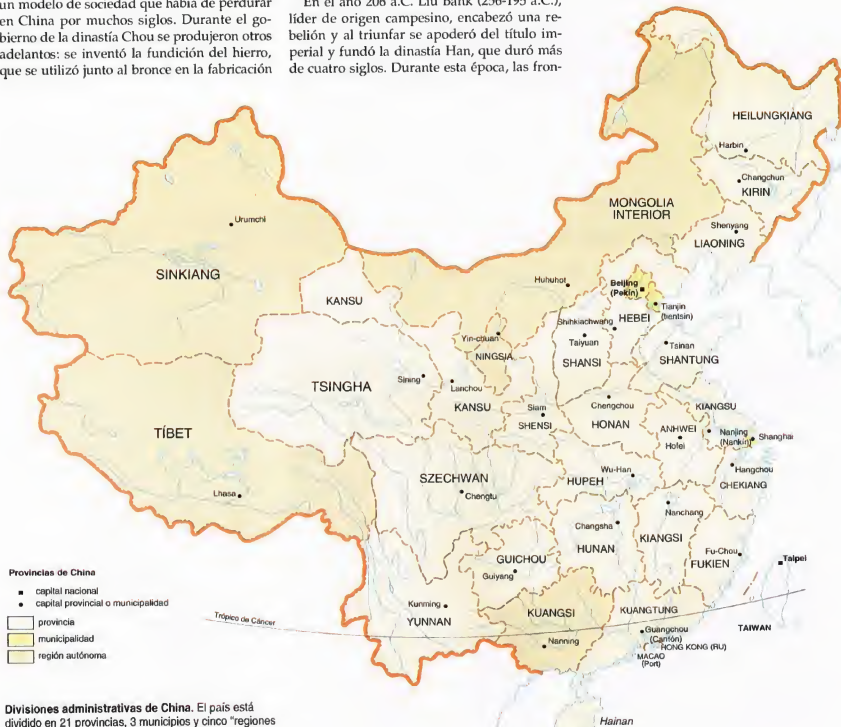 un modelo de sociedad que había de perdurar
en China por muchos siglos. Durante el go-
bierno de la dinastía Chou se produjeron otros
adelantos: se inventó la fundición del hierro,
que se utilizó junto al bronce en la fabricación
En el año 206 a.C. Liu Bank (256-195 a.C.),
líder de origen campesino, encabezó una re-
belión y al triunfar se apoderó del título im-
perial y fundó la dinastía Han, que duró más
de cuatro siglos. Durante esta época, las fron-
HEILUNGKIANG
Harbin
Changchun
KIRIN
MONGOLIA
INTERIOR
Shenyang
LIAONING
Urumchi
SINKIANG
KANSU
Huhuhot
Beijing
(Pekín)
Tianjin
(tientsin)
HEBEI
Shihkiachwang
Taiyuan
SHANSI
Tsinan
SHANTUNG
Yin-chuan
NINGSIA
TSINGHA
Sining
Lanchou
KANSU
Siam
SHENSI
Chengchou
HONAN
KIANGSU
ANHWEI
Hofei
Nanjing
(Nankín)
Shanghai
TÍBET
Lhasa
SZECHWAN
Chengtu
Wu-Han
HUPEH
Hangchou
CHEKIANG
Nanchang
KIANGSI
Changsha
HUNAN
GUICHOU
Guiyang
Fu-Chou
FUKIEN
Taipei
Kunming
YUNNAN
KUANGSI
Nanning
KUANGTUNG
Guangchou
(Cantón)
HONG KONG (RU)
MACAO
(Port)
TAIWAN
Trópico de Cáncer
Hainan
Provincias de China
capital nacional
capital provincial o municipalidad
provincia
municipalidad
región autónoma
Divisiones administrativas de China. El país está
dividido en 21 provincias, 3 municipios y cinco "regiones